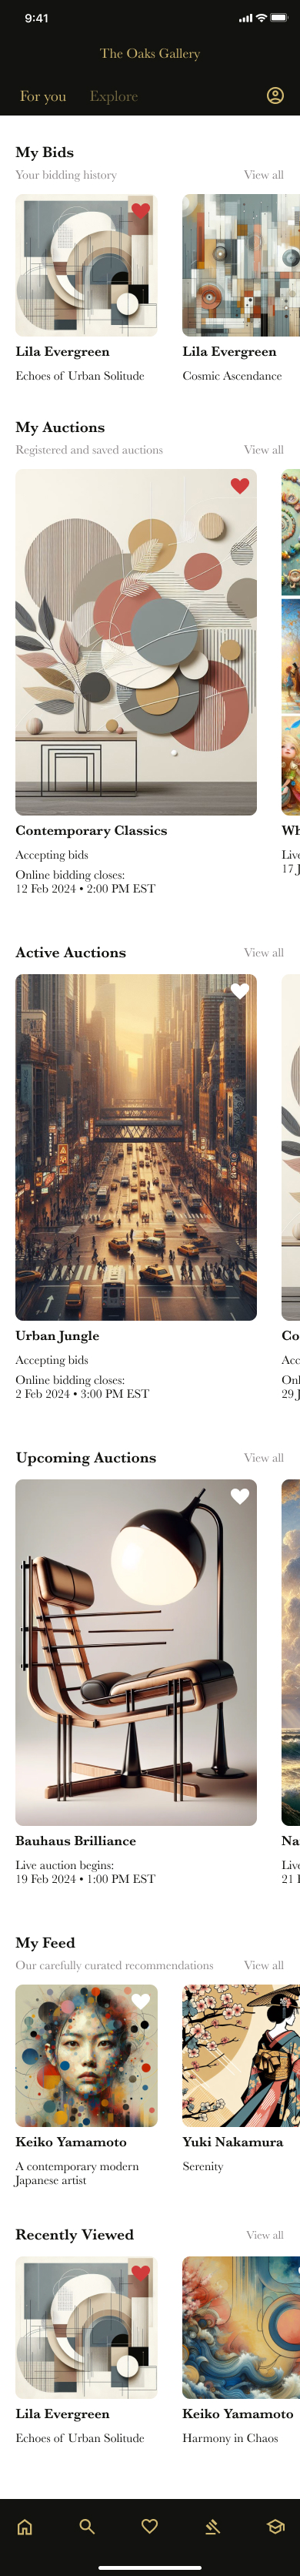 9:41
The Oaks Gallery
For you
Explore
My Bids
Your bidding history
View all
Lila Evergreen
Echoes of Urban Solitude
Lila Evergreen
Cosmic Ascendance
My Auctions
Registered and saved auctions
View all
Contemporary Classics
Accepting bids
Online bidding closes:
12 Feb 2024 • 2:00 PM EST
Wh
Live
17 J
Active Auctions
View all
Urban Jungle
Accepting bids
Online bidding closes:
2 Feb 2024 • 3:00 PM EST
Co
Acc
Onl
29 J
Upcoming Auctions
View all
Bauhaus Brilliance
Live auction begins:
19 Feb 2024 • 1:00 PM EST
Na
Live
21 F
My Feed
Our carefully curated recommendations
View all
Keiko Yamamoto
A contemporary modern
Japanese artist
Yuki Nakamura
Serenity
Recently Viewed
View all
Lila Evergreen
Echoes of Urban Solitude
Keiko Yamamoto
Harmony in Chaos